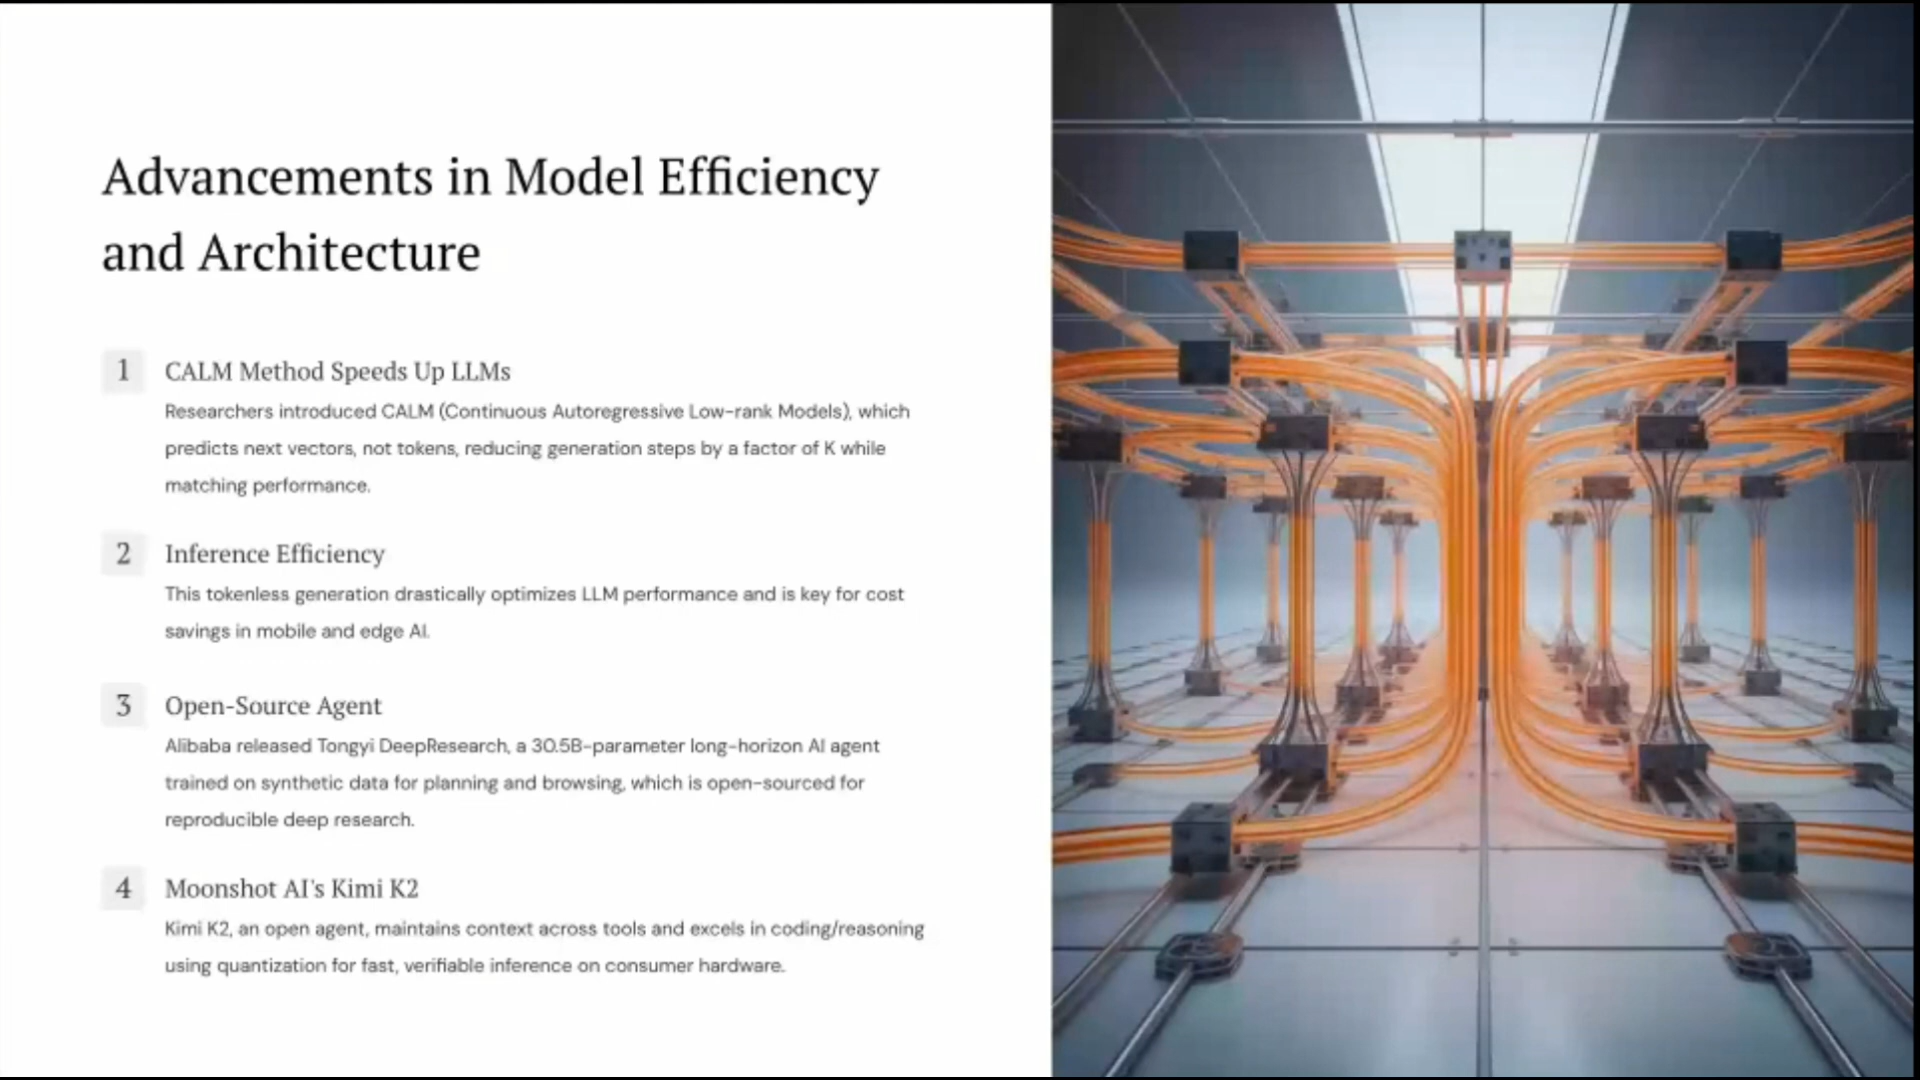 Advancements in Model Efficiency
and Architecture
1 CALM Method Speeds Up LLMs
Researchers introduced CALM (Continuous Autoregressive Low-rank Models), which
predicts next vectors, not tokens, reducing generation steps by a factor of K while
matching performance.
2 Inference Efficiency
This tokenless generation drastically optimizes LLM performance and is key for cost
savings in mobile and edge AI.
3 Open-Source Agent
Alibaba released Tongyi DeepResearch, a 30.5B-parameter long-horizon AI agent
trained on synthetic data for planning and browsing, which is open-sourced for
reproducible deep research.
4 Moonshot AI's Kimi K2
Kimi K2, an open agent, maintains context across tools and excels in coding/reasoning
using quantization for fast, verifiable inference on consumer hardware.